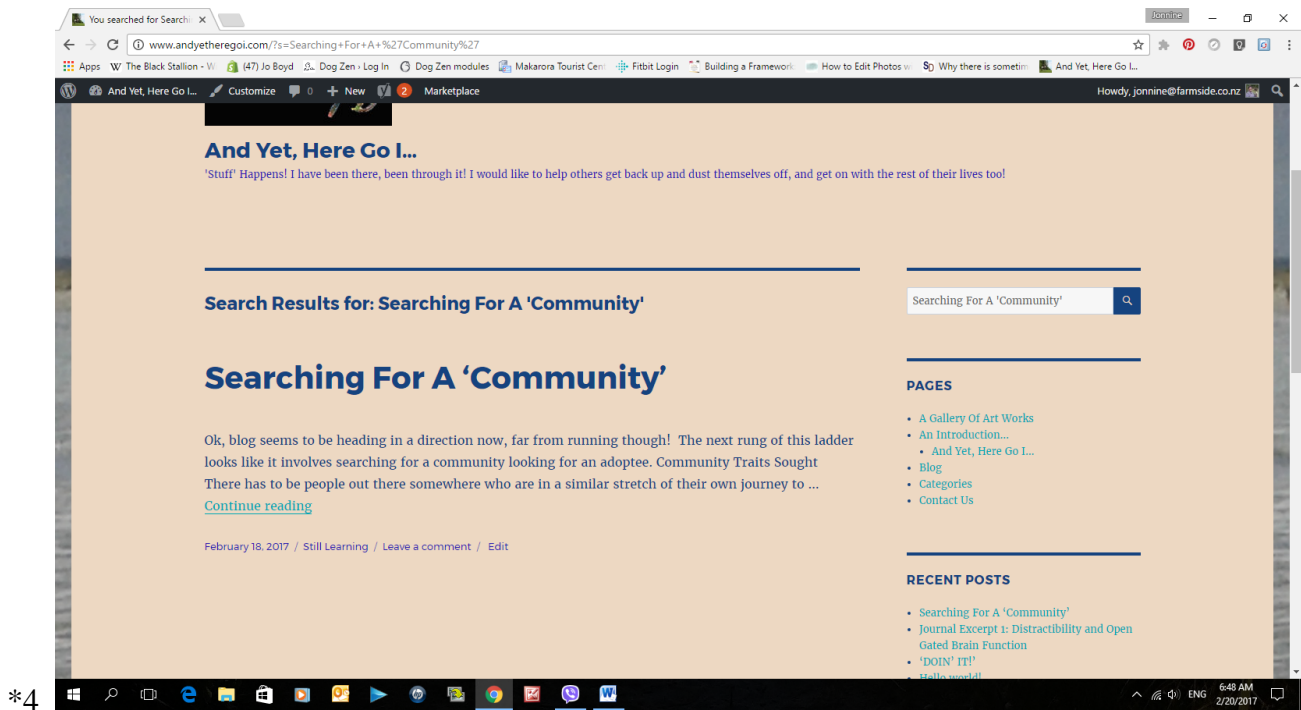 You searched for Searchi
Jonnine
www.andyetheregoi.com/?s=Searching+For+A+%27Community%27
Apps W The Black Stallion - W (47) Jo Boyd Dog Zen › Log In Dog Zen modules Makarora Tourist Cent Fitbit Login Building a Framework How to Edit Photos w SD Why there is sometim And Yet, Here Go I...
And Yet, Here Go I... Customize 0 + New 2 Marketplace Howdy, jonnine@farmside.co.nz
And Yet, Here Go I...
'Stuff' Happens! I have been there, been through it! I would like to help others get back up and dust themselves off, and get on with the rest of their lives too!
Search Results for: Searching For A 'Community'
Searching For A ‘Community’
Ok, blog seems to be heading in a direction now, far from running though! The next rung of this ladder
looks like it involves searching for a community looking for an adoptee. Community Traits Sought
There has to be people out there somewhere who are in a similar stretch of their own journey to …
Continue reading
February 18, 2017 / Still Learning / Leave a comment / Edit
Searching For A 'Community'
PAGES
• A Gallery Of Art Works
• An Introduction…
• And Yet, Here Go I…
• Blog
• Categories
• Contact Us
RECENT POSTS
• Searching For A ‘Community’
• Journal Excerpt 1: Distractibility and Open
Gated Brain Function
• ‘DOIN’ IT!’
• Hello world!
*4
ENG 6:48 AM
2/20/2017